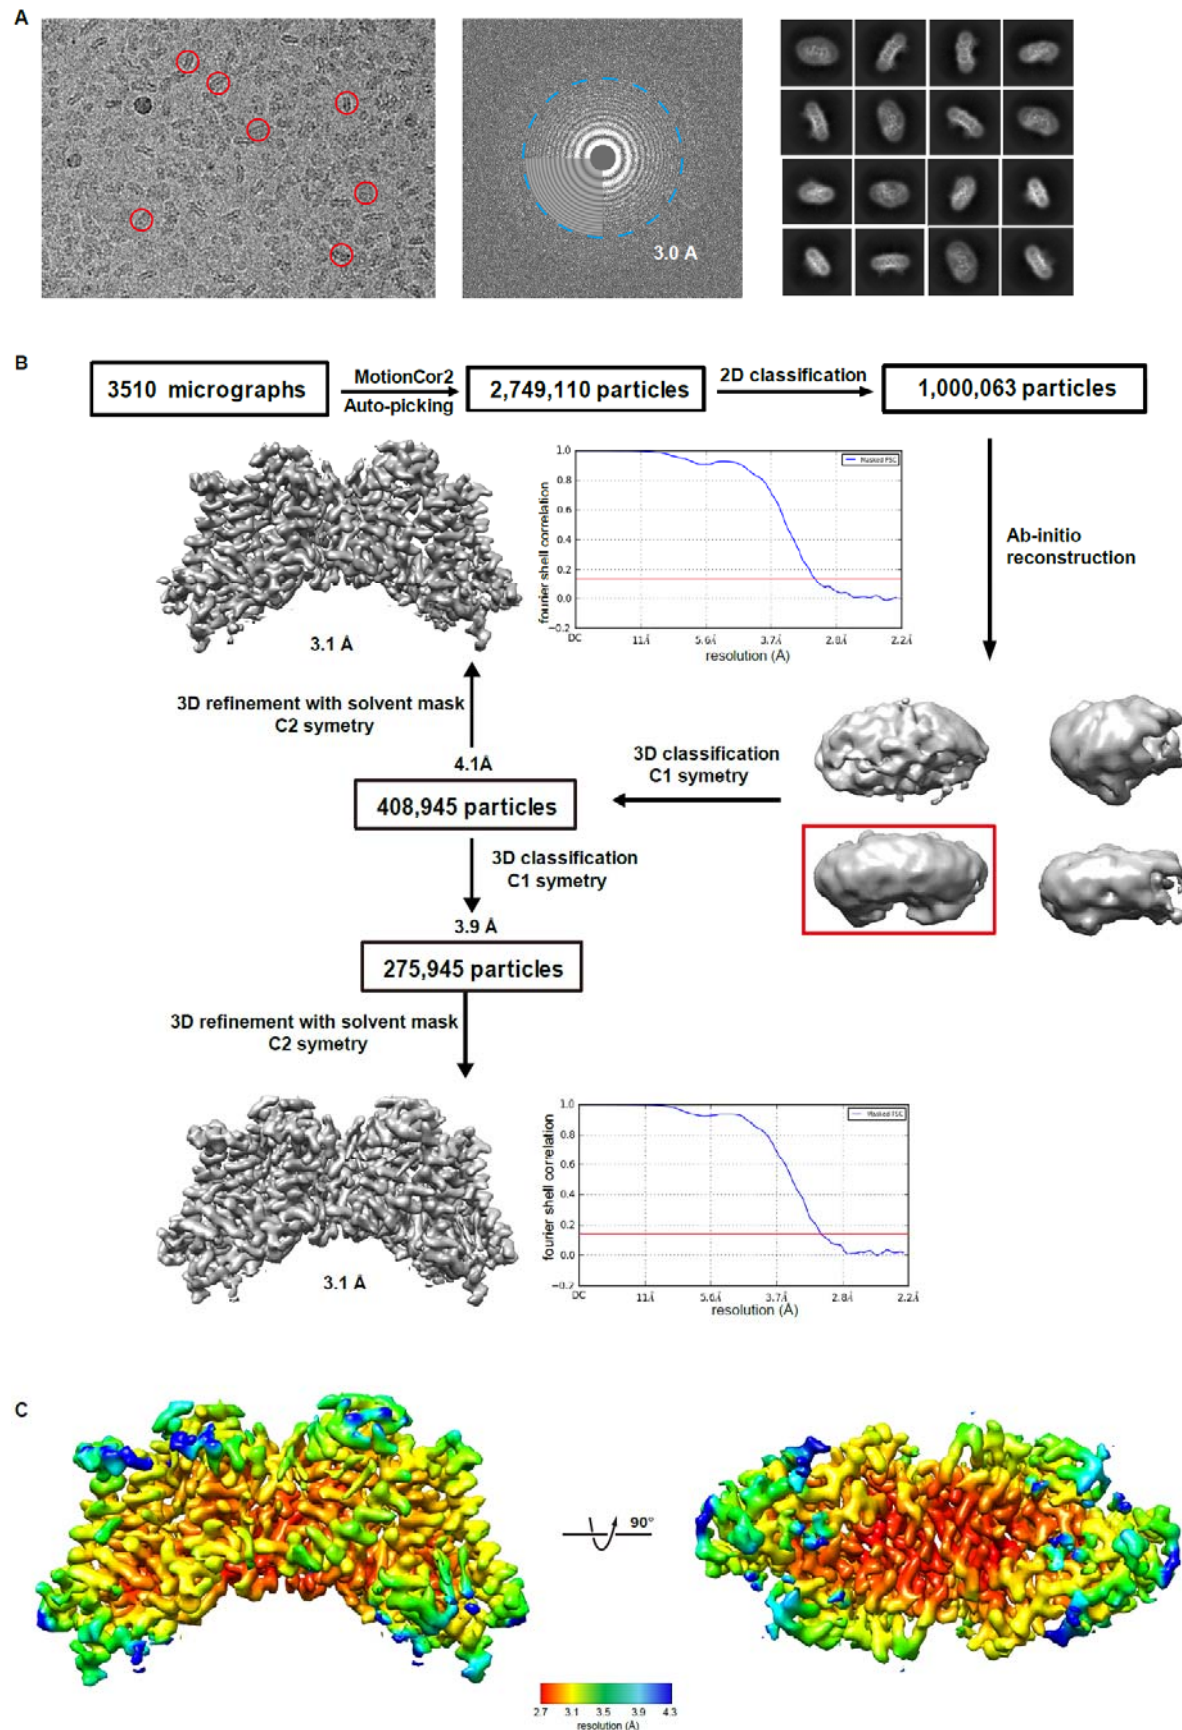 A
3.0 Å
B
3510 micrographs
MotionCor2
Auto-picking
2,749,110 particles
2D classification
1,000,063 particles
1.0
0.8
0.6
0.4
0.2
0.0
−0.2
fourier shell correlation
Masked FSC
DC
11Å
5.6Å
3.7Å
2.8Å
2.2Å
resolution (Å)
3.1 Å
Ab-initio
reconstruction
3D refinement with solvent mask
C2 symetry
4.1Å
408,945 particles
3D classification
C1 symetry
3D classification
C1 symetry
3.9 Å
275,945 particles
3D refinement with solvent mask
C2 symetry
3.1 Å
1.0
0.8
0.6
0.4
0.2
0.0
−0.2
fourier shell correlation
Masked FSC
DC
11Å
5.6Å
3.7Å
2.8Å
2.2Å
resolution (Å)
C
90°
2.7 3.1 3.5 3.9 4.3
resolution (Å)